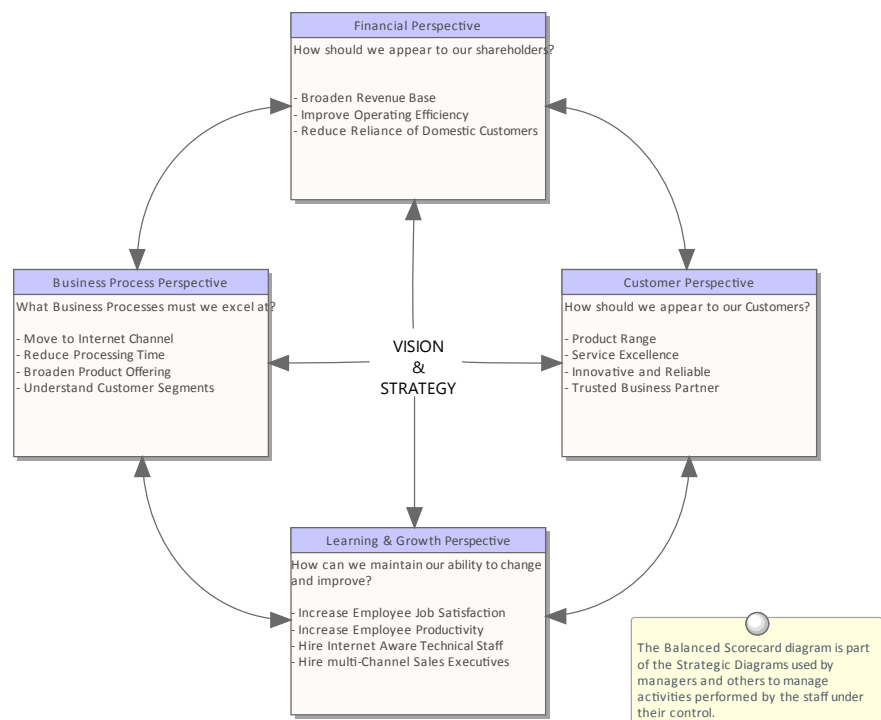 Financial Perspective
How should we appear to our shareholders?
- Broaden Revenue Base
- Improve Operating Efficiency
- Reduce Reliance of Domestic Customers
Business Process Perspective
What Business Processes must we excel at?
- Move to Internet Channel
- Reduce Processing Time
- Broaden Product Offering
- Understand Customer Segments
VISION
&
STRATEGY
Customer Perspective
How should we appear to our Customers?
- Product Range
- Service Excellence
- Innovative and Reliable
- Trusted Business Partner
Learning & Growth Perspective
How can we maintain our ability to change
and improve?
- Increase Employee Job Satisfaction
- Increase Employee Productivity
- Hire Internet Aware Technical Staff
- Hire multi-Channel Sales Executives
The Balanced Scorecard diagram is part
of the Strategic Diagrams used by
managers and others to manage
activities performed by the staff under
their control.